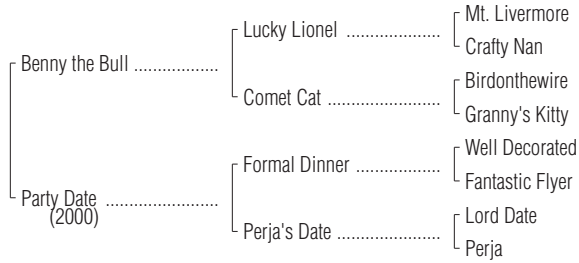 Mt. Livermore
Lucky Lionel ....................
Crafty Nan
Benny the Bull ..................
Birdonthewire
Comet Cat ........................
Granny's Kitty
Well Decorated
Formal Dinner ..................
Fantastic Flyer
Party Date ........................
(2000)
Lord Date
Perja's Date ......................
Perja